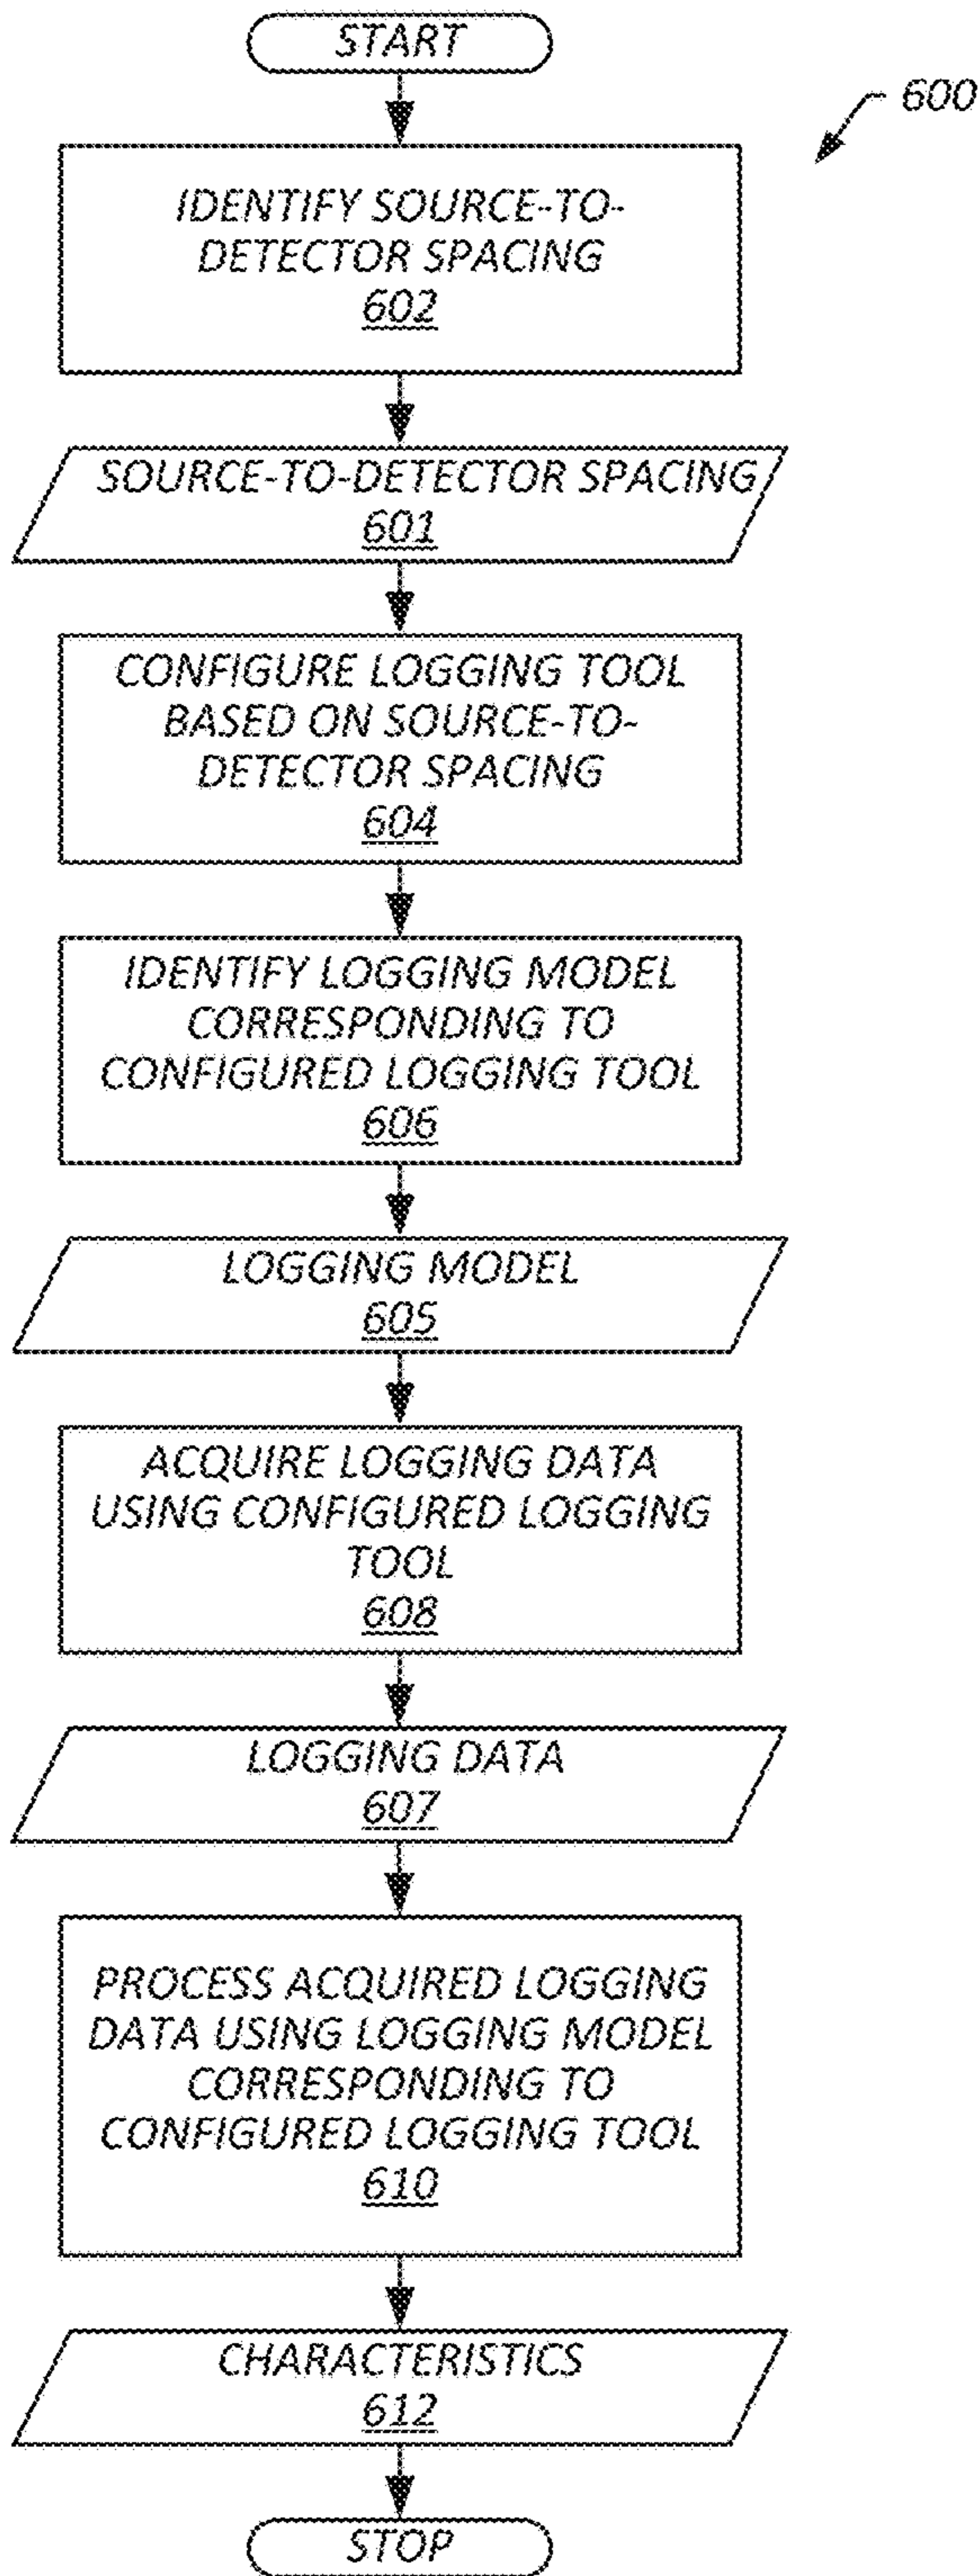 START
600
IDENTIFY SOURCE-TO-
DETECTOR SPACING
602
SOURCE-TO-DETECTOR SPACING
601
CONFIGURE LOGGING TOOL
BASED ON SOURCE-TO-
DETECTOR SPACING
604
IDENTIFY LOGGING MODEL
CORRESPONDING TO
CONFIGURED LOGGING TOOL
606
LOGGING MODEL
605
ACQUIRE LOGGING DATA
USING CONFIGURED LOGGING
TOOL
608
LOGGING DATA
607
PROCESS ACQUIRED LOGGING
DATA USING LOGGING MODEL
CORRESPONDING TO
CONFIGURED LOGGING TOOL
610
CHARACTERISTICS
612
STOP